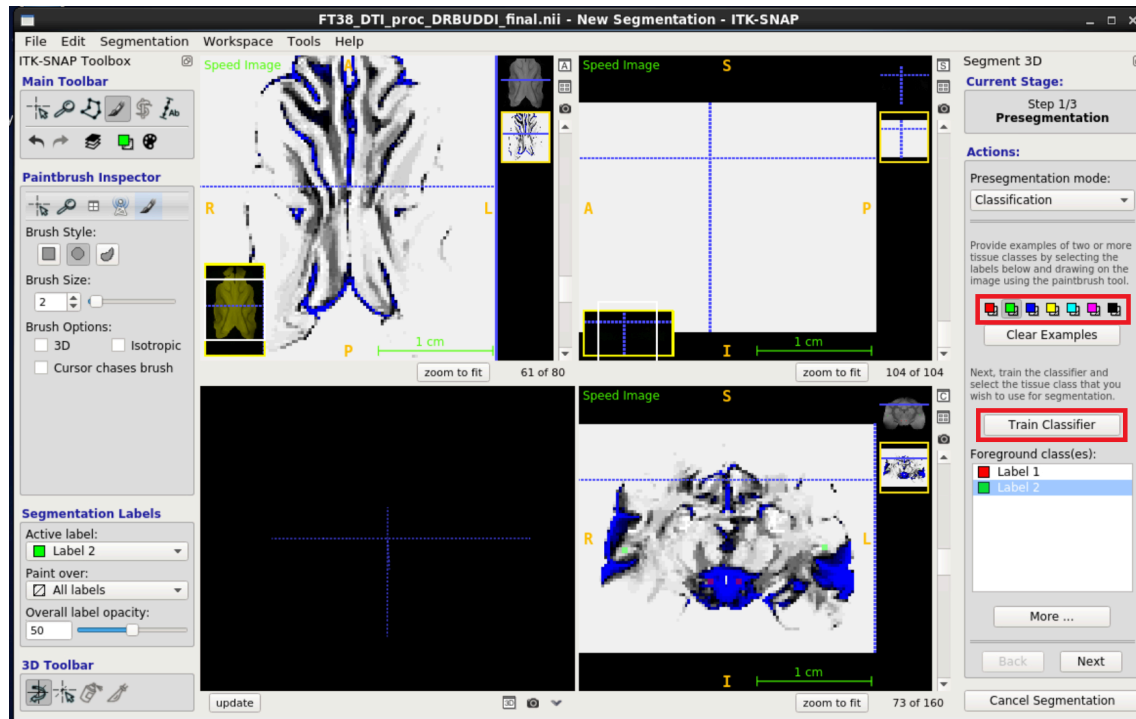 FT38_DTI_proc_DRBUDDI_final.nii - New Segmentation - ITK-SNAP
File Edit Segmentation Workspace Tools Help
ITK-SNAP Toolbox
Main Toolbar
Paintbrush Inspector
Brush Style:
Brush Size:
2
Brush Options:
3D Isotropic
Cursor chases brush
Segmentation Labels
Active label:
Label 2
Paint over:
All labels
Overall label opacity:
50
3D Toolbar
Speed Image
A
R
L
P
1 cm
A
zoom to fit
61 of 80
Speed Image
S
A
P
I
1 cm
S
zoom to fit
104 of 104
update
3D
Speed Image
S
R
L
I
1 cm
C
zoom to fit
73 of 160
Segment 3D
Current Stage:
Step 1/3
Presegmentation
Actions:
Presegmentation mode:
Classification
Provide examples of two or more
tissue classes by selecting the
labels below and drawing on the
image using the paintbrush tool.
Clear Examples
Next, train the classifier and
select the tissue class that you
wish to use for segmentation.
Train Classifier
Foreground class(es):
Label 1
Label 2
More ...
Back Next
Cancel Segmentation